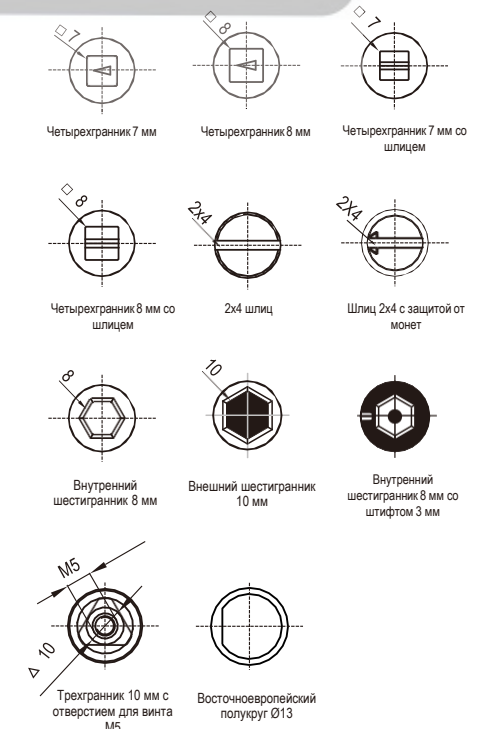 □ 7
□ 8
□ 7
Четырехгранник 7 мм
Четырехгранник 8 мм
Четырехгранник 7 мм со
шлицем
□ 8
2x4
2X4
Четырехгранник 8 мм со
шлицем
2x4 шлиц
Шлиц 2x4 с защитой от
монет
8
10
Внутренний
шестигранник 8 мм
Внешний шестигранник
10 мм
Внутренний
шестигранник 8 мм со
штифтом 3 мм
M5
△ 10
Трехгранник 10 мм с
отверстием для винта
М5
Восточноевропейский
полукруг Ø13